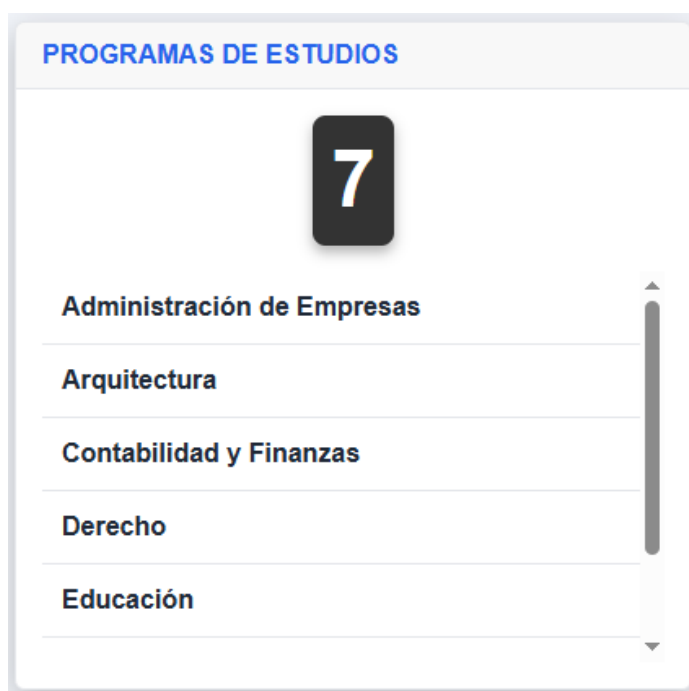 PROGRAMAS DE ESTUDIOS
7
Administración de Empresas
Arquitectura
Contabilidad y Finanzas
Derecho
Educación